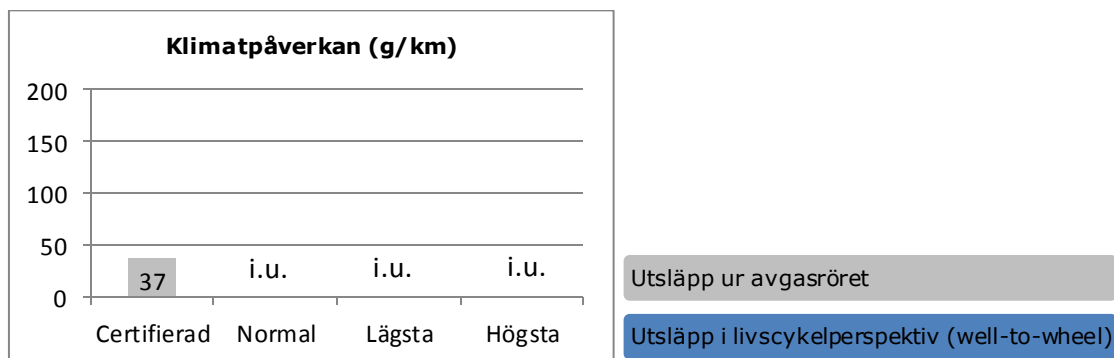 Klimatpåverkan (g/km)
200
150
100
50
0
37
i.u.
i.u.
i.u.
Certifierad Normal Lägsta Högsta
Utsläpp ur avgasröret
Utsläpp i livscykelperspektiv (well-to-wheel)